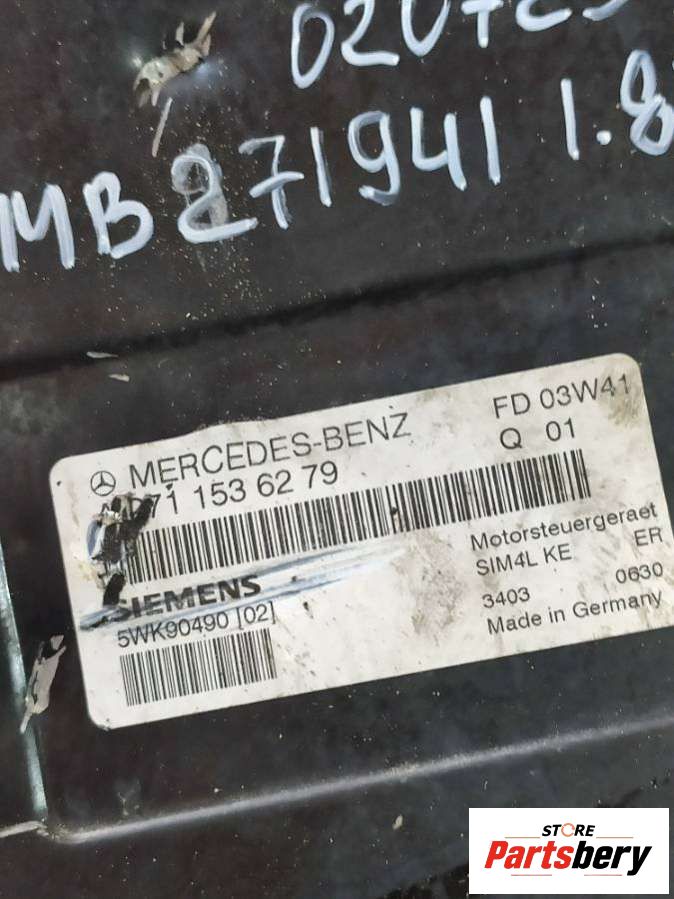 MB271941 1.8
MERCEDES-BENZ
FD 03W41
71 153 62 79
Q 01
Motorsteuergeraet
SIM4L KE ER
SIEMENS
3403 0630
5WK90490 [02]
Made in Germany
STORE
Partsbery